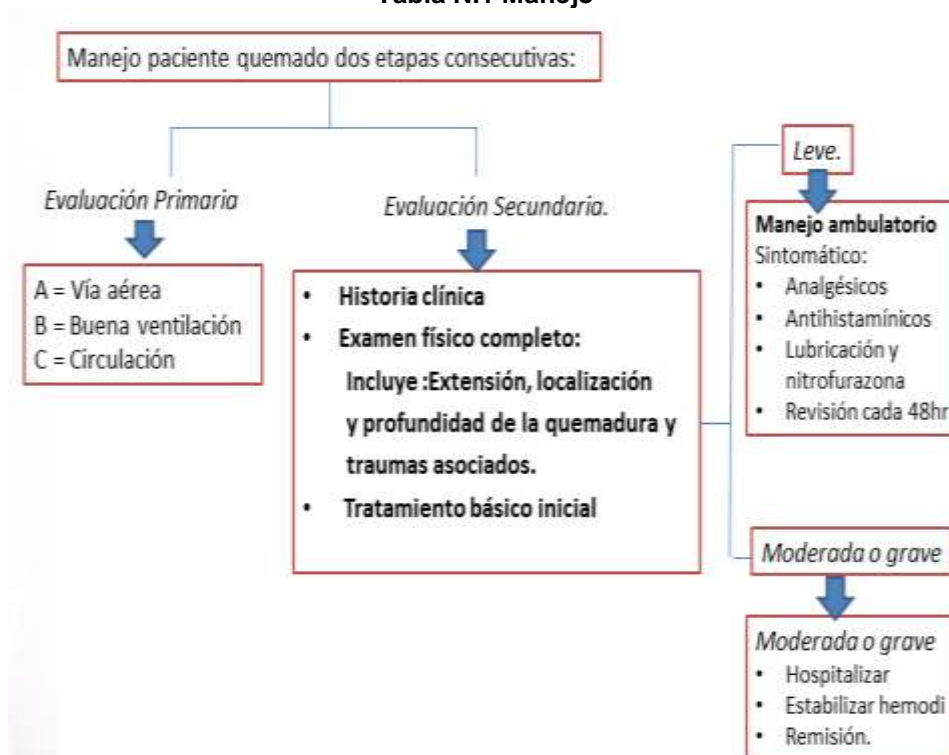 Manejo paciente quemado dos etapas consecutivas:
Evaluación Primaria
A = Vía aérea
B = Buena ventilación
C = Circulación
Evaluación Secundaria.
• Historia clínica
• Examen físico completo:
Incluye :Extensión, localización
y profundidad de la quemadura y
traumas asociados.
• Tratamiento básico inicial
Leve.
Manejo ambulatorio
Sintomático:
• Analgésicos
• Antihistamínicos
• Lubricación y
nitrofurazona
• Revisión cada 48hr
Moderada o grave
Moderada o grave
• Hospitalizar
• Estabilizar hemodi
• Remisión.